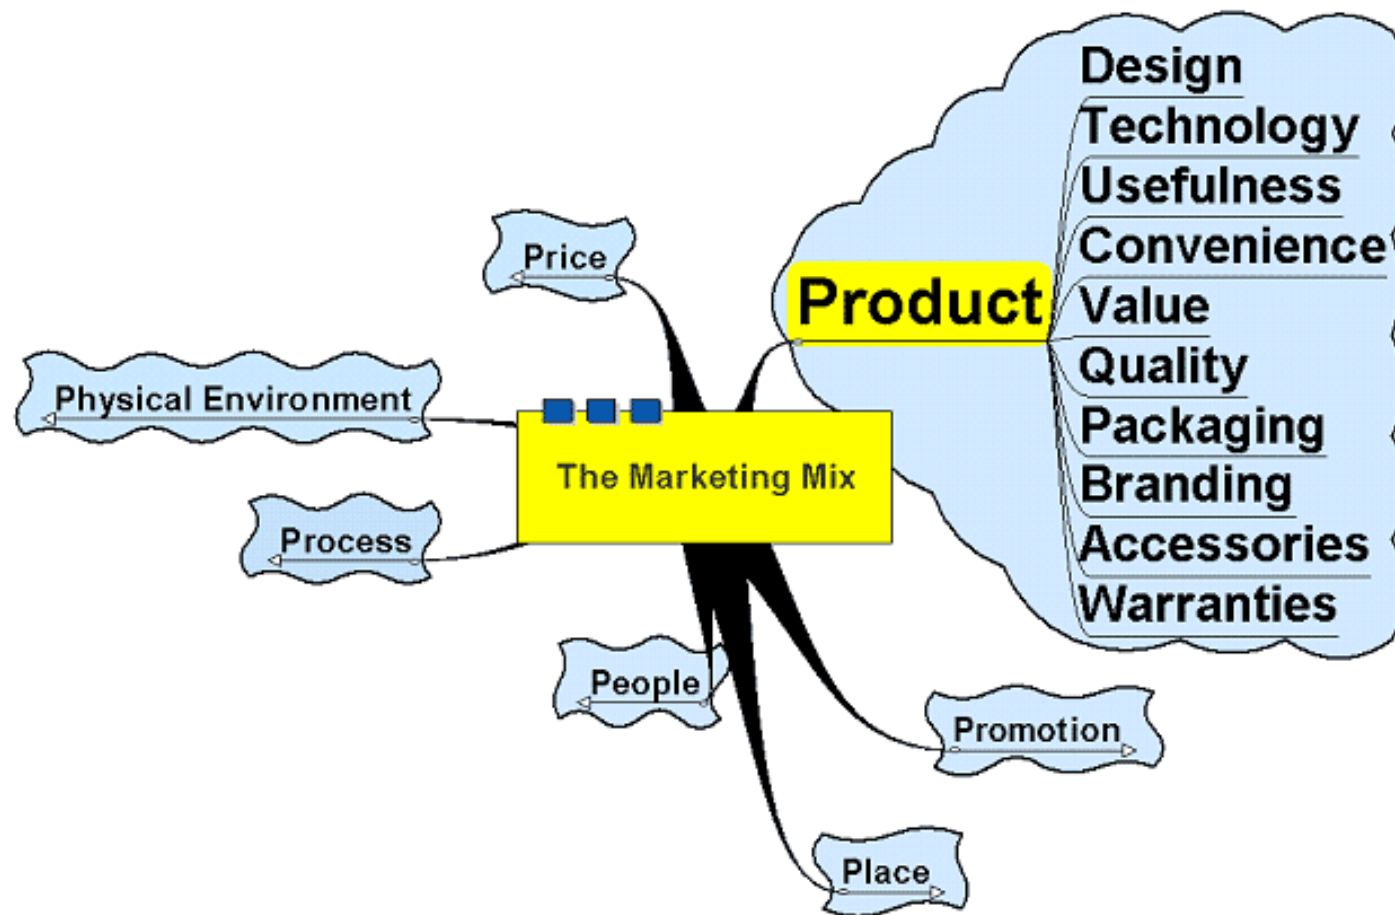 Design
Technology
Usefulness
Convenience
Value
Quality
Packaging
Branding
Accessories
Warranties
Product
Price
Physical Environment
The Marketing Mix
Process
People
Promotion
Place